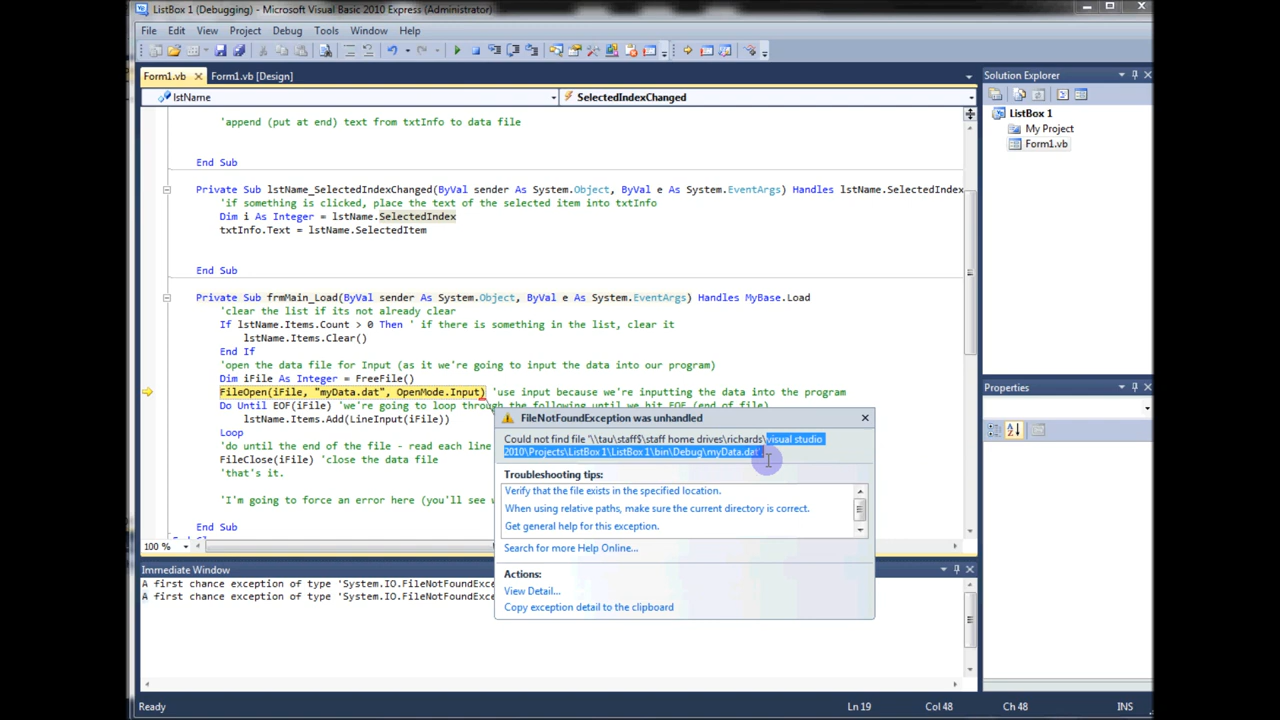 ListBox 1 (Debugging) - Microsoft Visual Basic 2010 Express (Administrator)
File Edit View Project Debug Tools Window Help
Form1.vb Form1.vb [Design]
lstName SelectedIndexChanged
'append (put at end) text from txtInfo to data file
End Sub
Private Sub lstName_SelectedIndexChanged(ByVal sender As System.Object, ByVal e As System.EventArgs) Handles lstName.SelectedIndex
'if something is clicked, place the text of the selected item into txtInfo
Dim i As Integer = lstName.SelectedIndex
txtInfo.Text = lstName.SelectedItem
End Sub
Private Sub frmMain_Load(ByVal sender As System.Object, ByVal e As System.EventArgs) Handles MyBase.Load
'clear the list if its not already clear
If lstName.Items.Count > 0 Then ' if there is something in the list, clear it
lstName.Items.Clear()
End If
'open the data file for Input (as it we're going to input the data into our program)
Dim iFile As Integer = FreeFile()
FileOpen(iFile, "myData.dat", OpenMode.Input) 'use input because we're inputting the data into the program
Do Until EOF(iFile) 'we're going to loop through the following until we hit EOF (end of file)
lstName.Items.Add(LineInput(iFile))
Loop
'do until the end of the file - read each line
FileClose(iFile) 'close the data file
'that's it.
'I'm going to force an error here (you'll see w
End Sub
100 %
FileNotFoundException was unhandled
Could not find file '\\tau\staff$\staff home drives\richards\visual studio
2010\Projects\ListBox 1\ListBox 1\bin\Debug\myData.dat'.
Troubleshooting tips:
Verify that the file exists in the specified location.
When using relative paths, make sure the current directory is correct.
Get general help for this exception.
Search for more Help Online...
Actions:
View Detail...
Copy exception detail to the clipboard
Immediate Window
A first chance exception of type 'System.IO.FileNotFoundExce
A first chance exception of type 'System.IO.FileNotFoundExce
Solution Explorer
ListBox 1
My Project
Form1.vb
Properties
Ready Ln 19 Col 48 Ch 48 INS